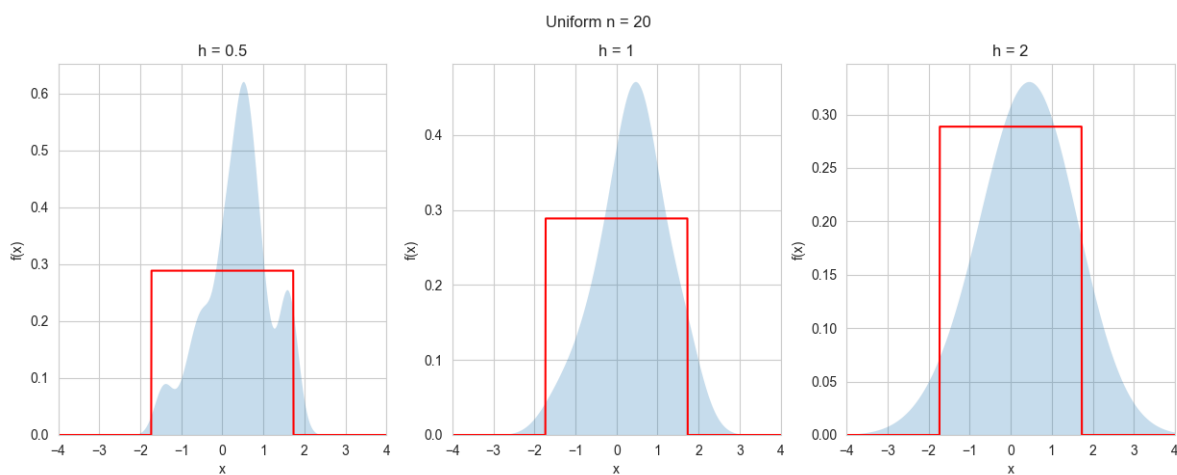 Uniform n = 20
h = 0.5
0.6
0.5
0.4
0.3
0.2
0.1
0.0
f(x)
−4 −3 −2 −1 0 1 2 3 4
x
h = 1
0.4
0.3
0.2
0.1
0.0
f(x)
−4 −3 −2 −1 0 1 2 3 4
x
h = 2
0.30
0.25
0.20
0.15
0.10
0.05
0.00
f(x)
−4 −3 −2 −1 0 1 2 3 4
x